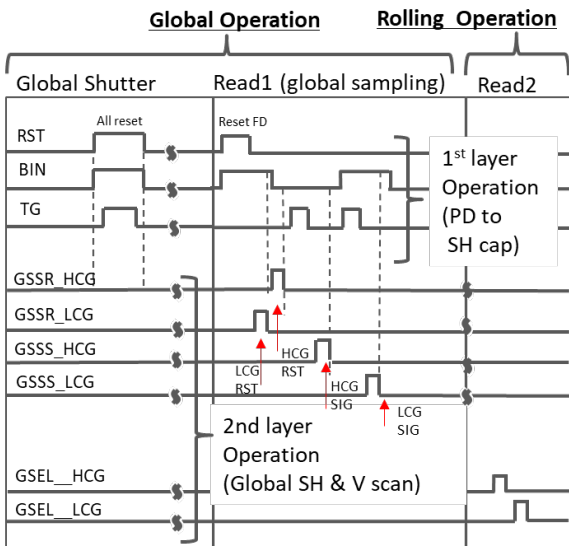 Global Operation
Rolling Operation
Global Shutter
Read1 (global sampling)
Read2
All reset
Reset FD
RST
BIN
TG
1st layer
Operation
(PD to
SH cap)
GSSR_HCG
GSSR_LCG
GSSS_HCG
GSSS_LCG
LCG
RST
HCG
RST
HCG
SIG
LCG
SIG
2nd layer
Operation
(Global SH & V scan)
GSEL__HCG
GSEL__LCG